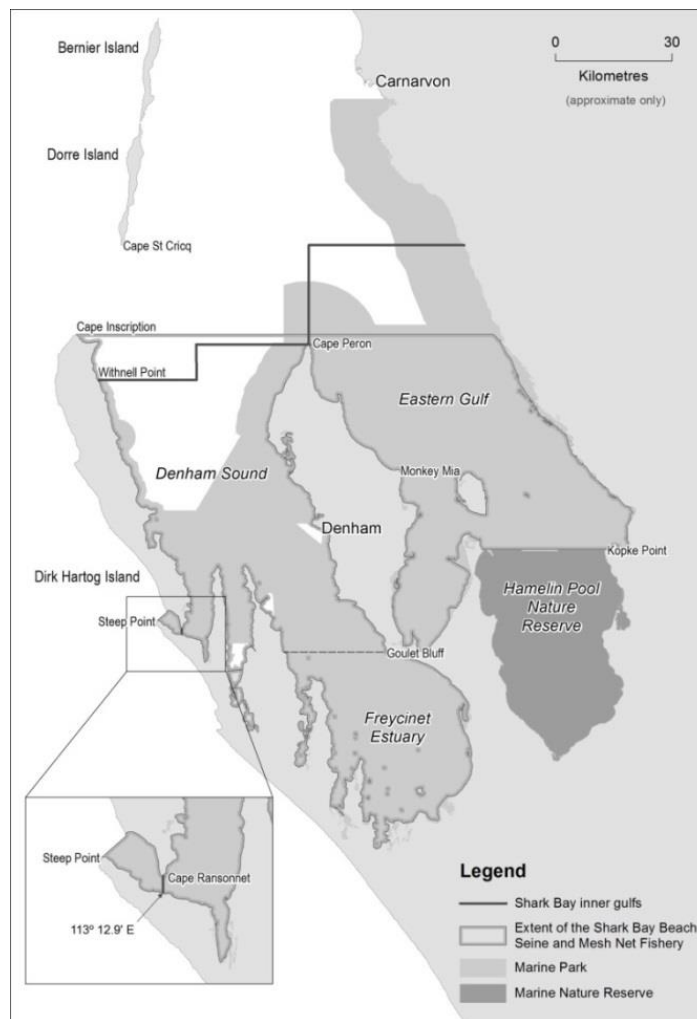 Bernier Island
0
30
Kilometres
(approximate only)
Carnarvon
Dorre Island
Cape St Cricq
Cape Inscription
Cape Peron
Withnell Point
Eastern Gulf
Denham Sound
Monkey Mia
Denham
Kopke Point
Dirk Hartog Island
Hamelin Pool
Nature
Reserve
Steep Point
Goulet Bluff
Freycinet
Estuary
Steep Point
Cape Ransonnet
113º 12.9' E
Legend
Shark Bay inner gulfs
Extent of the Shark Bay Beach
Seine and Mesh Net Fishery
Marine Park
Marine Nature Reserve